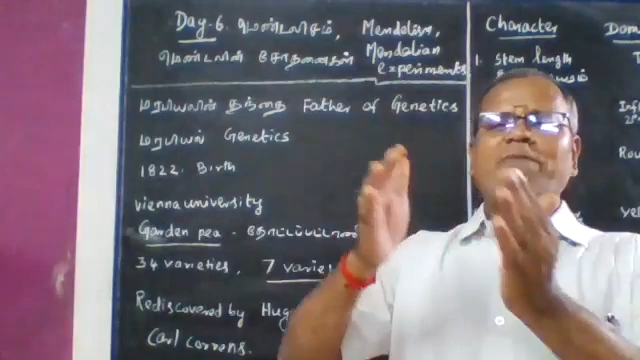 Day-6. மெண்டலிசம், Mendelism,
மெண்டலின் சோதனைகள் Mendelian
experiments
மரபியலின் தந்தை Father of Genetics
மரபியல் Genetics
1822. Birth
vienna university
Garden pea - தோட்டப்பட்டாணி
34 varieties, 7 varie
Rediscovered by Hug
Carl Correns.
Character
Dom
1. Stem length
Rou